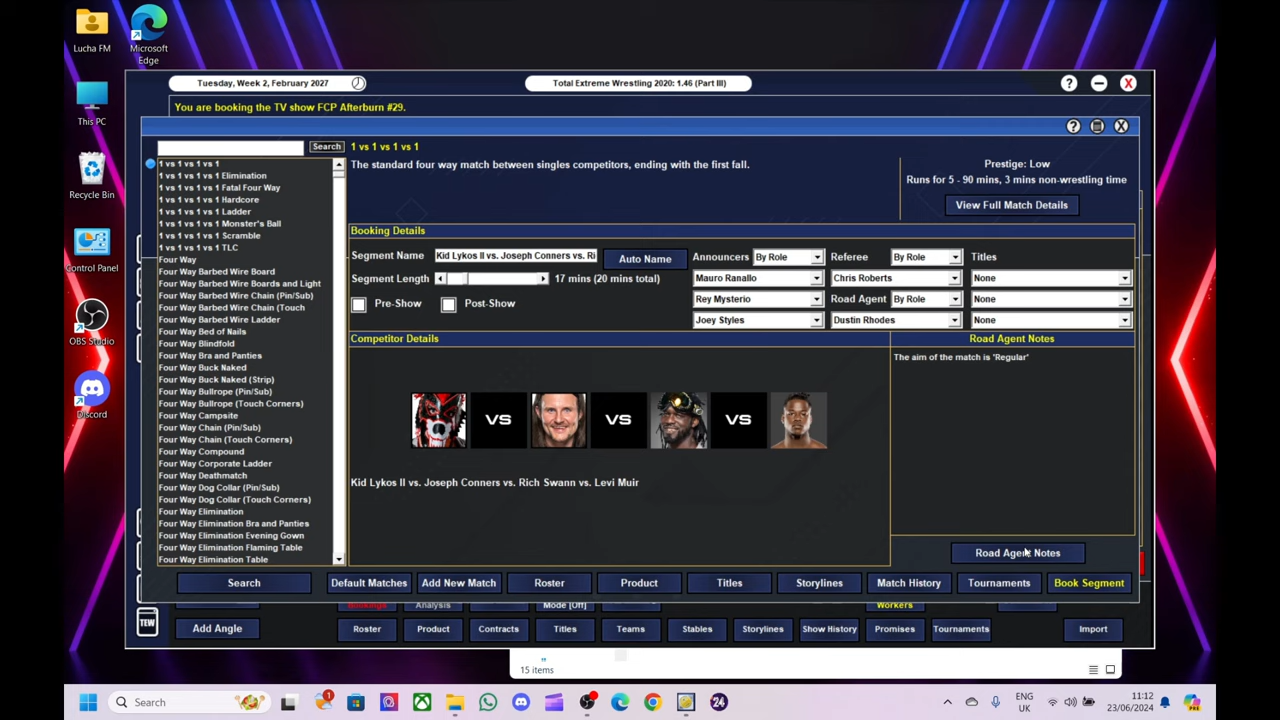 Lucha FM
Microsoft
Edge
This PC
Recycle Bin
Control Panel
OBS Studio
Discord
Tuesday, Week 2, February 2027
Total Extreme Wrestling 2020: 1.46 (Part III)
? X
You are booking the TV show FCP Afterburn #29.
? X
Search
1 vs 1 vs 1 vs 1
1 vs 1 vs 1 vs 1
1 vs 1 vs 1 vs 1 Elimination
1 vs 1 vs 1 vs 1 Fatal Four Way
1 vs 1 vs 1 vs 1 Hardcore
1 vs 1 vs 1 vs 1 Ladder
1 vs 1 vs 1 vs 1 Monster's Ball
1 vs 1 vs 1 vs 1 Scramble
1 vs 1 vs 1 vs 1 TLC
Four Way
Four Way Barbed Wire Board
Four Way Barbed Wire Boards and Light
Four Way Barbed Wire Chain (Pin/Sub)
Four Way Barbed Wire Chain (Touch
Four Way Barbed Wire Ladder
Four Way Bed of Nails
Four Way Blindfold
Four Way Bra and Panties
Four Way Buck Naked
Four Way Buck Naked (Strip)
Four Way Bullrope (Pin/Sub)
Four Way Bullrope (Touch Corners)
Four Way Campsite
Four Way Chain (Pin/Sub)
Four Way Chain (Touch Corners)
Four Way Compound
Four Way Corporate Ladder
Four Way Deathmatch
Four Way Dog Collar (Pin/Sub)
Four Way Dog Collar (Touch Corners)
Four Way Elimination
Four Way Elimination Bra and Panties
Four Way Elimination Evening Gown
Four Way Elimination Flaming Table
Four Way Elimination Table
The standard four way match between singles competitors, ending with the first fall.
Prestige: Low
Runs for 5 - 90 mins, 3 mins non-wrestling time
View Full Match Details
Booking Details
Segment Name Kid Lykos II vs. Joseph Conners vs. Ri Auto Name
Segment Length 17 mins (20 mins total)
Pre-Show Post-Show
Announcers By Role Referee By Role Titles
Mauro Ranallo Chris Roberts None
Rey Mysterio Road Agent By Role None
Joey Styles Dustin Rhodes None
Competitor Details
Road Agent Notes
The aim of the match is 'Regular'
VS VS VS
Kid Lykos II vs. Joseph Conners vs. Rich Swann vs. Levi Muir
Road Agent Notes
Search Default Matches Add New Match Roster Product Titles Storylines Match History Tournaments Book Segment
Bookings Analysis Mode [Off] Workers
TEW Add Angle Roster Product Contracts Titles Teams Stables Storylines Show History Promises Tournaments Import
15 items
Search
24
ENG
UK
11:12
23/06/2024